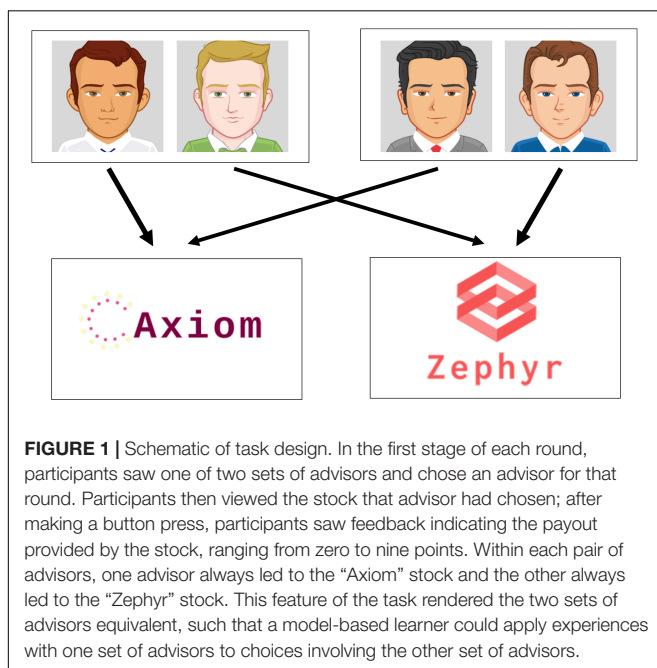 Axiom
Zephyr
FIGURE 1 | Schematic of task design. In the first stage of each round,
participants saw one of two sets of advisors and chose an advisor for that
round. Participants then viewed the stock that advisor had chosen; after
making a button press, participants saw feedback indicating the payout
provided by the stock, ranging from zero to nine points. Within each pair of
advisors, one advisor always led to the “Axiom” stock and the other always
led to the “Zephyr” stock. This feature of the task rendered the two sets of
advisors equivalent, such that a model-based learner could apply experiences
with one set of advisors to choices involving the other set of advisors.